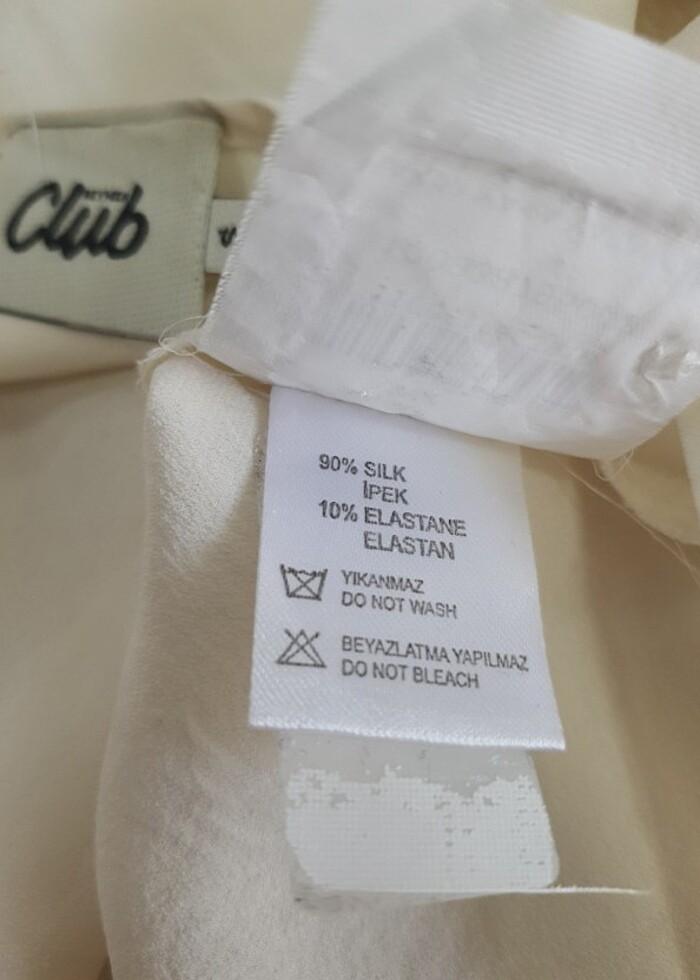 Club
90% SILK
İPEK
10% ELASTANE
ELASTAN
YIKANMAZ
DO NOT WASH
BEYAZLATMA YAPILMAZ
DO NOT BLEACH